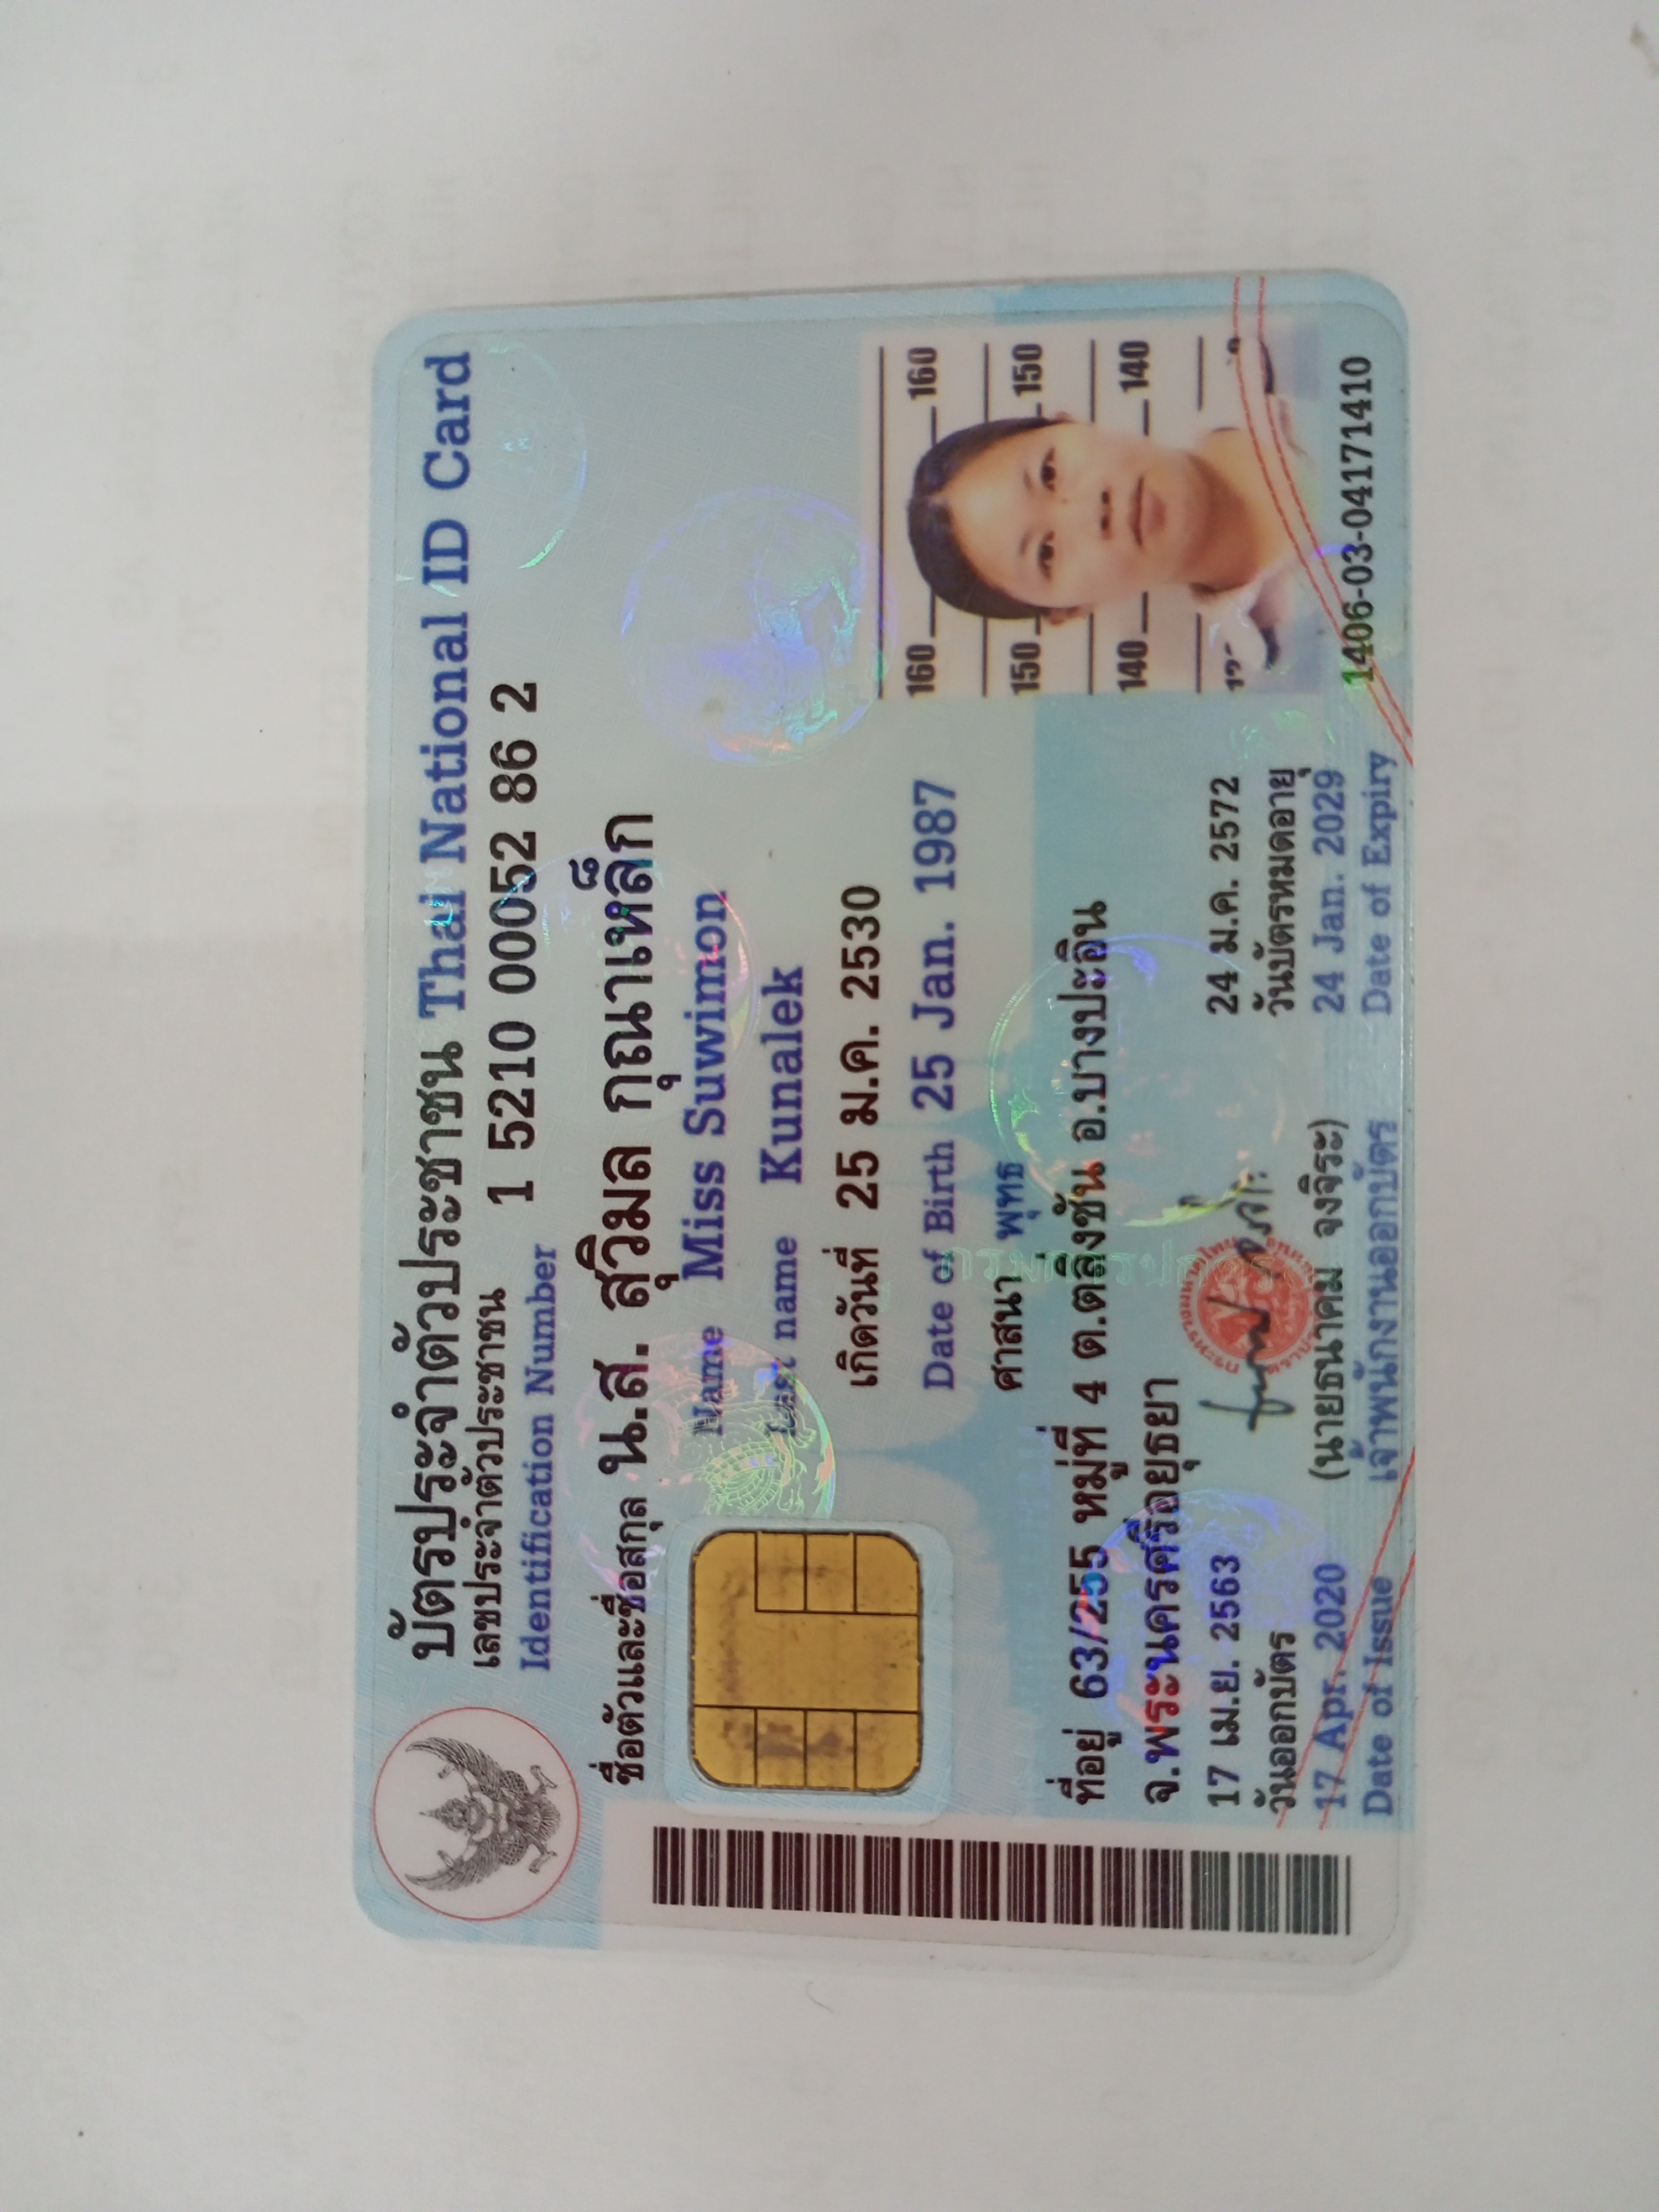 บัตรประจำตัวประชาชน Thai National ID Card
เลขประจำตัวประชาชน
Identification Number 1 5210 00052 86 2
ชื่อตัวและชื่อสกุล น.ส. สุวิมล กุณาเหล็ก
Name Miss Suwimon
Last name Kunalek
เกิดวันที่ 25 ม.ค. 2530
Date of Birth 25 Jan. 1987
ศาสนา พุทธ
ที่อยู่ 63/255 หมู่ที่ 4 ต.ตลิ่งชัน อ.บางปะอิน
จ.พระนครศรีอยุธยา
160 160
150 150
140 140
17 เม.ย. 2563
วันออกบัตร
17 Apr. 2020
Date of Issue
(นายธนาคม จงจิระ)
เจ้าพนักงานออกบัตร
24 ม.ค. 2572
วันบัตรหมดอายุ
24 Jan. 2029
Date of Expiry
1406-03-04171410